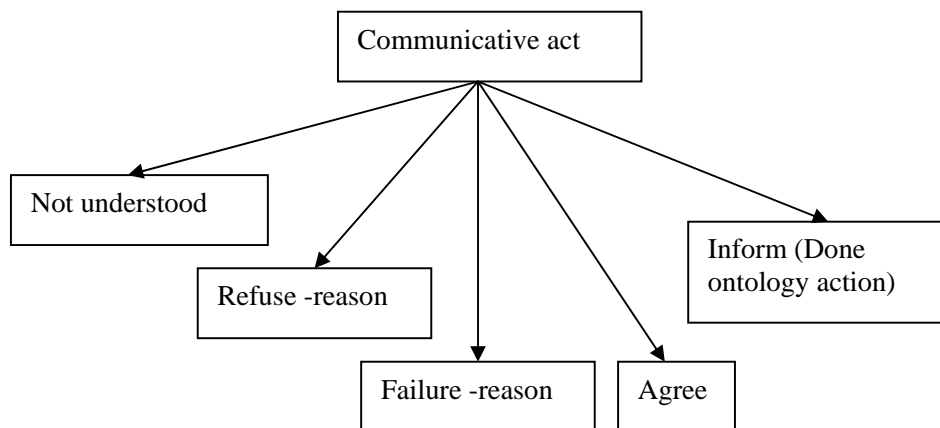 Communicative act
Not understood
Inform (Done
ontology action)
Refuse -reason
Failure -reason
Agree